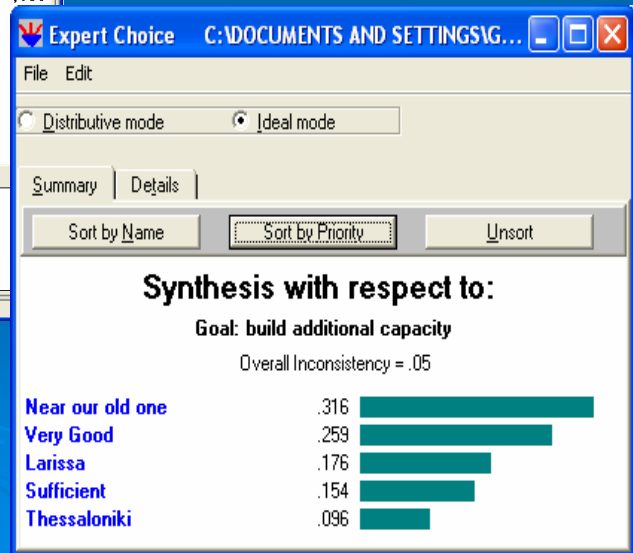 Expert Choice C:\DOCUMENTS AND SETTINGS\G...
File Edit
Distributive mode Ideal mode
Summary Details
Sort by Name Sort by Priority Unsort
Synthesis with respect to:
Goal: build additional capacity
Overall Inconsistency = .05
Near our old one .316
Very Good .259
Larissa .176
Sufficient .154
Thessaloniki .096